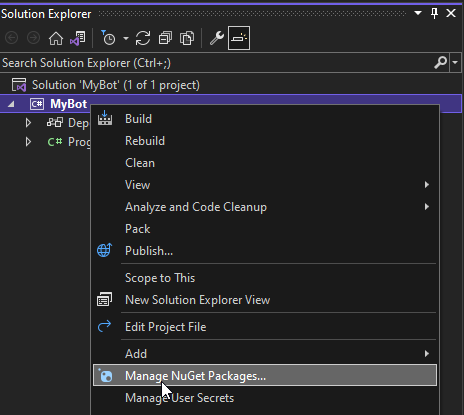 Solution Explorer
Search Solution Explorer (Ctrl+;)
Solution 'MyBot' (1 of 1 project)
C# MyBot
Dep
C# Prog
Build
Rebuild
Clean
View
Analyze and Code Cleanup
Pack
Publish...
Scope to This
New Solution Explorer View
Edit Project File
Add
Manage NuGet Packages...
Manage User Secrets